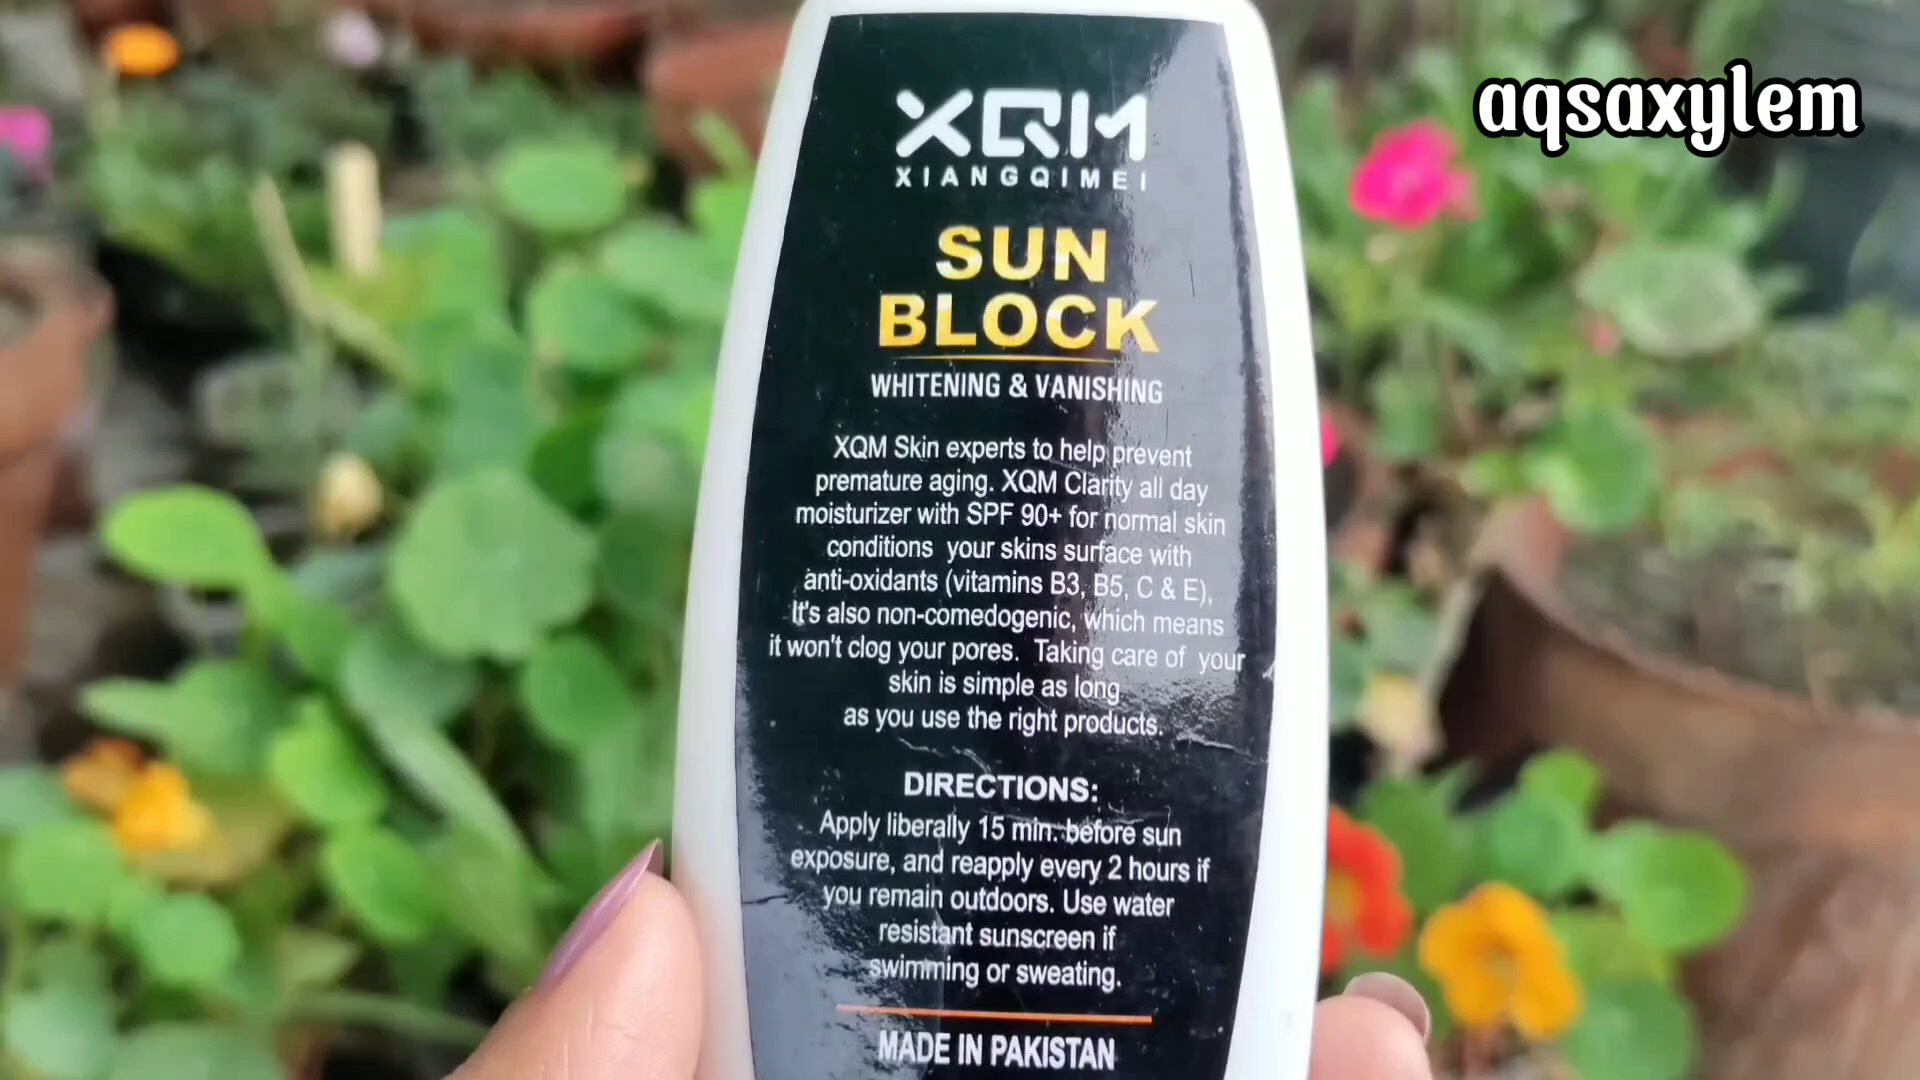 aqsaxylem
XQM
XIANGQIMEI
SUN
BLOCK
WHITENING & VANISHING
XQM Skin experts to help prevent
premature aging. XQM Clarity all day
moisturizer with SPF 90+ for normal skin
conditions your skins surface with
anti-oxidants (vitamins B3, B5, C & E),
It's also non-comedogenic, which means
it won't clog your pores. Taking care of your
skin is simple as long
as you use the right products.
DIRECTIONS:
Apply liberally 15 min. before sun
exposure, and reapply every 2 hours if
you remain outdoors. Use water
resistant sunscreen if
swimming or sweating.
MADE IN PAKISTAN